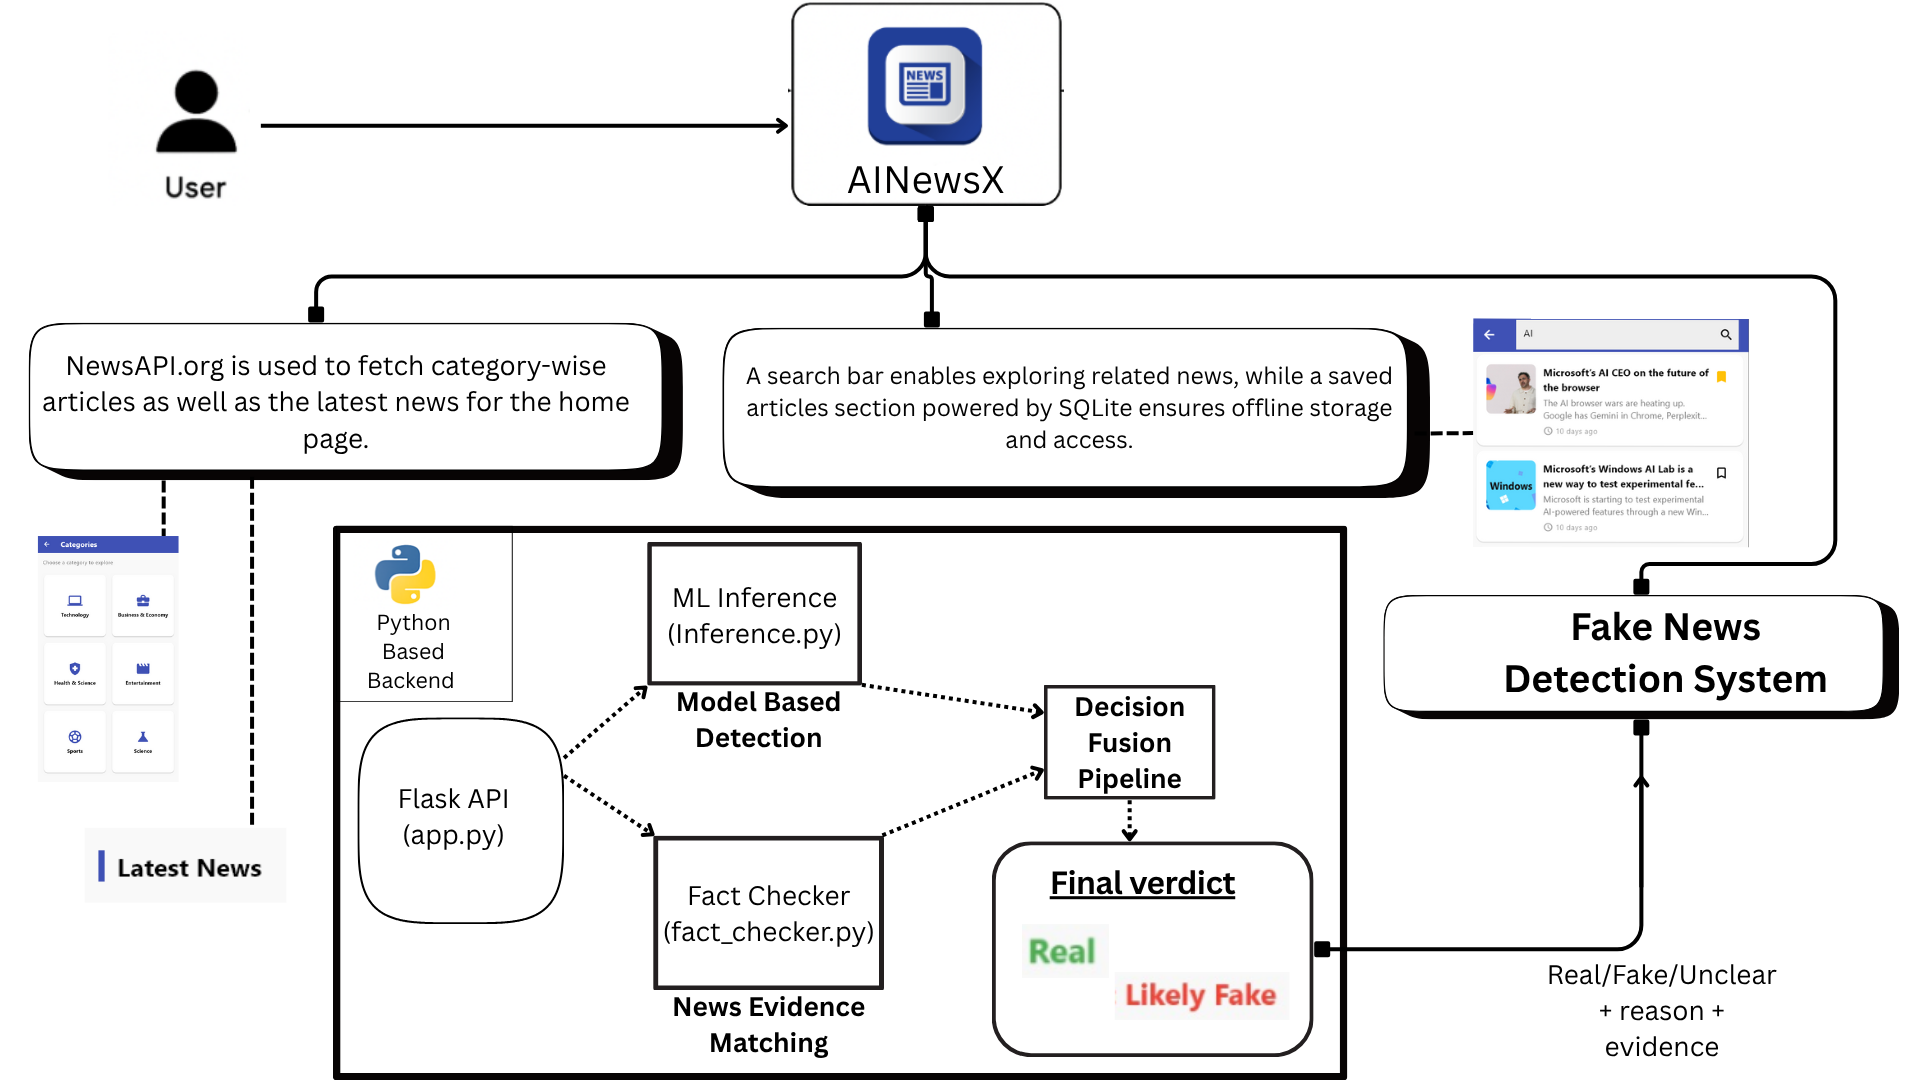 NEWS
AINewsX
User
NewsAPI.org is used to fetch category-wise
articles as well as the latest news for the home
page.
A search bar enables exploring related news, while a saved
articles section powered by SQLite ensures offline storage
and access.
AI
Microsoft's AI CEO on the future of
the browser
The AI browser wars are heating up.
Google has Gemini in Chrome, Perplexit...
10 days ago
Windows
Microsoft's Windows AI Lab is a
new way to test experimental fe...
Microsoft is starting to test experimental
AI-powered features through a new Win...
10 days ago
Categories
Choose a category to explore
Technology
Business & Economy
Health & Science
Entertainment
Sports
Science
Latest News
Python
Based
Backend
ML Inference
(Inference.py)
Model Based
Detection
Flask API
(app.py)
Fact Checker
(fact_checker.py)
News Evidence
Matching
Decision
Fusion
Pipeline
Final verdict
Real
Likely Fake
Fake News
Detection System
Real/Fake/Unclear
+ reason +
evidence